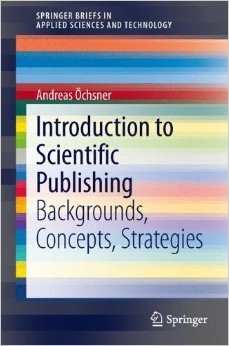 SPRINGER BRIEFS IN
APPLIED SCIENCES AND TECHNOLOGY
Andreas Öchsner
Introduction to
Scientific
Publishing
Backgrounds,
Concepts, Strategies
Springer